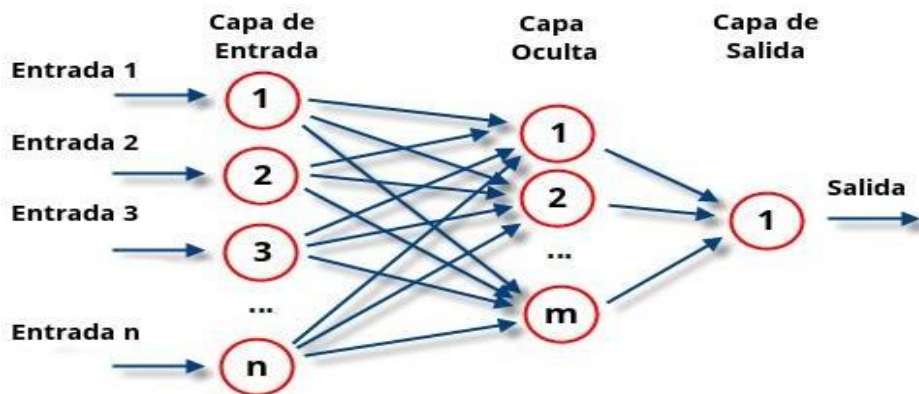 Capa de
Entrada
Capa
Oculta
Capa de
Salida
Entrada 1
Entrada 2
Entrada 3
Entrada n
1
2
3
...
n
1
2
...
m
1
Salida